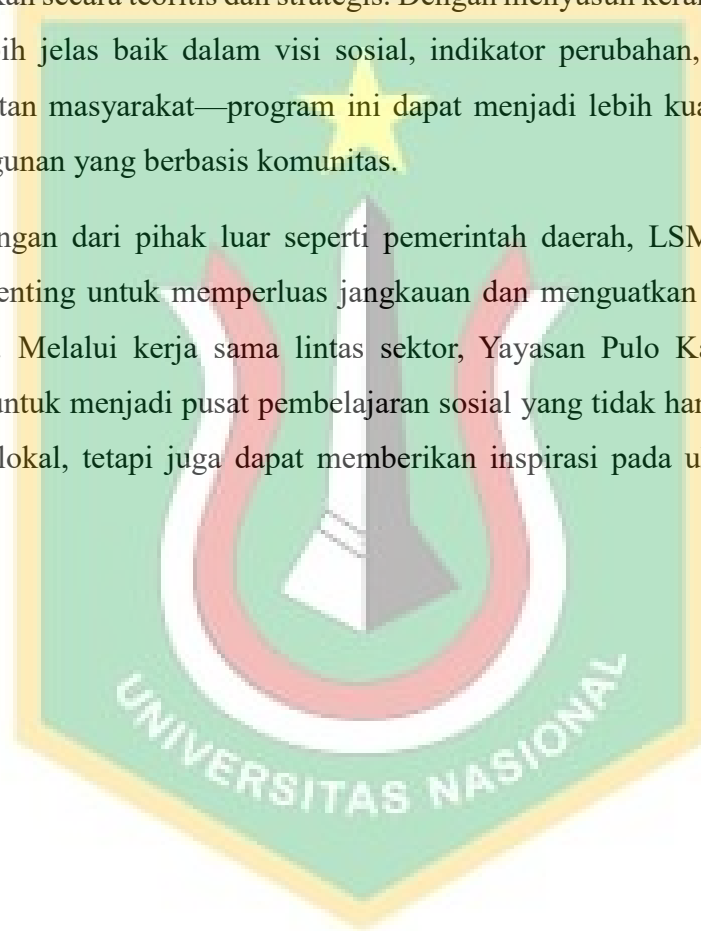 secara teoritis dan strategis. Dengan menyusun
jelas baik dalam visi sosial, indikator perubahan,
masyarakat—program ini dapat menjadi lebih
yang berbasis komunitas.
dari pihak luar seperti pemerintah daerah, LSM
untuk memperluas jangkauan dan menguatkan
Melalui kerja sama lintas sektor, Yayasan Pulo
untuk menjadi pusat pembelajaran sosial yang tidak
lokal, tetapi juga dapat memberikan inspirasi pada
UNIVERSITAS NASIONAL